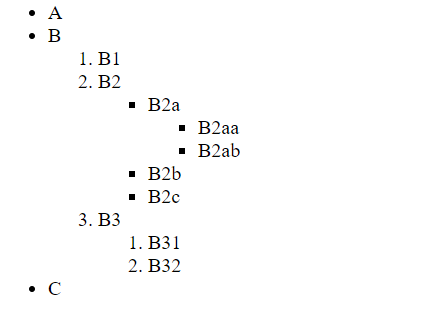 • A
• B
1. B1
2. B2
▪ B2a
▪ B2aa
▪ B2ab
▪ B2b
▪ B2c
3. B3
1. B31
2. B32
• C